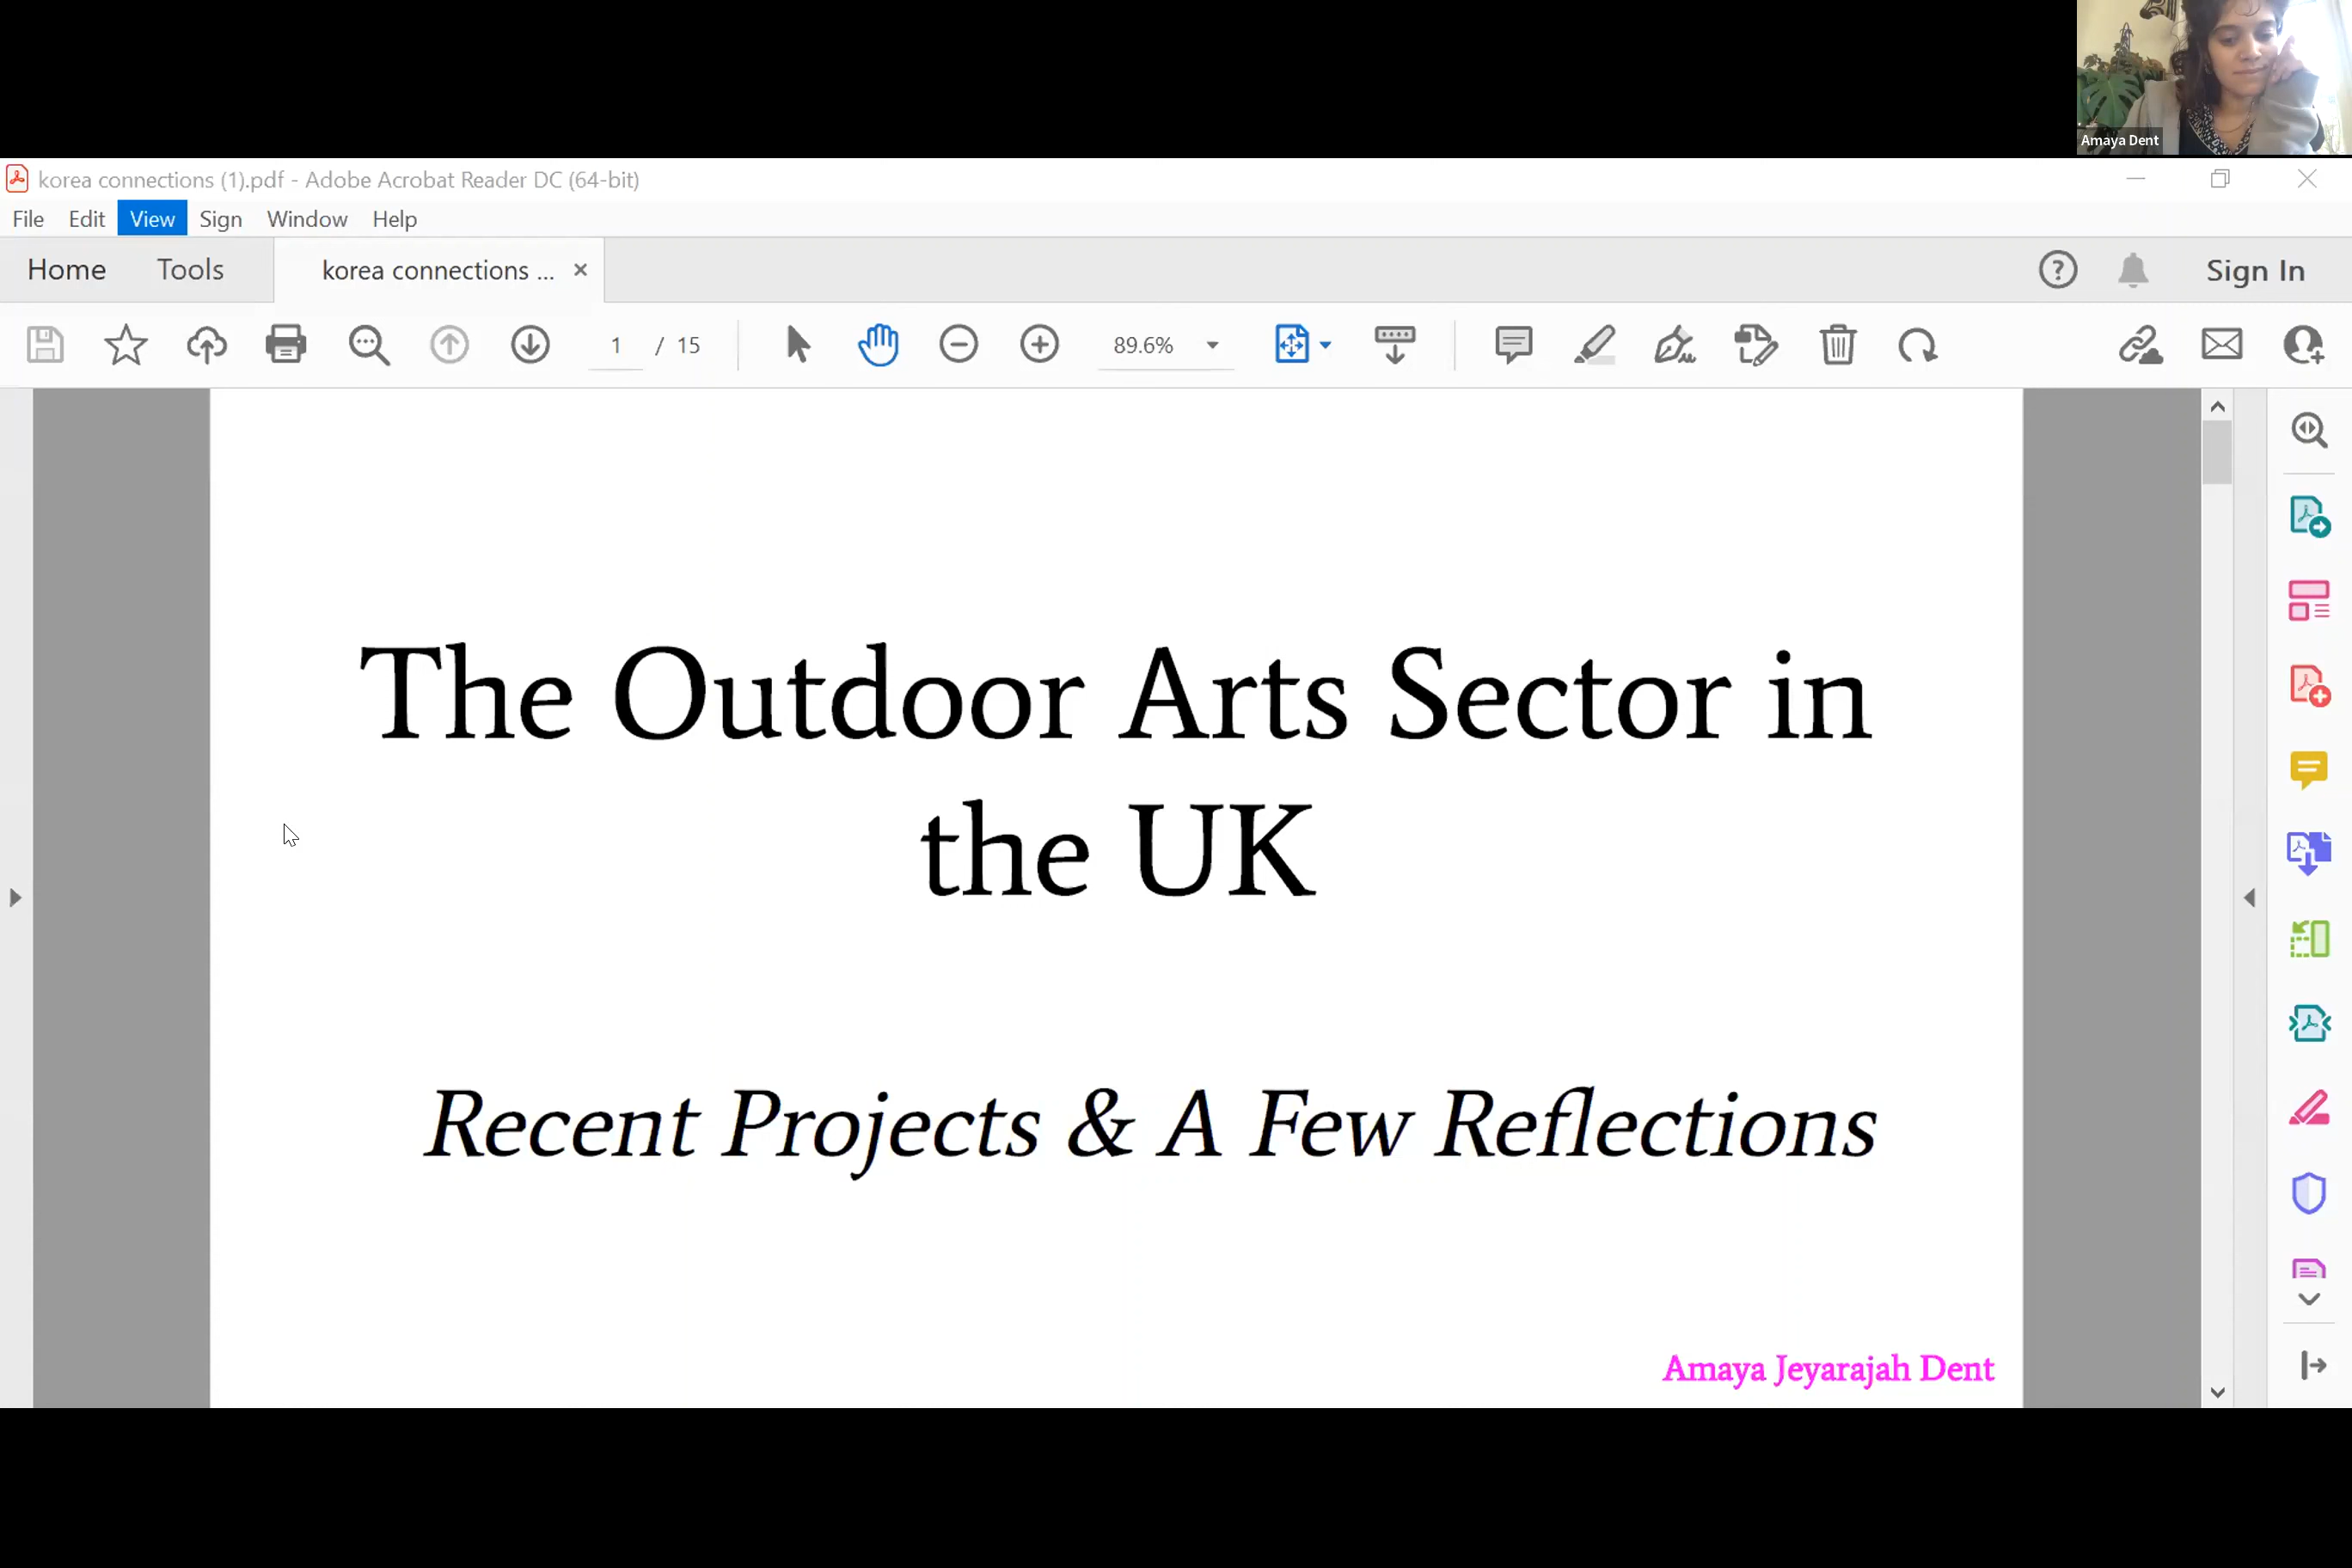 Amaya Dent
korea connections (1).pdf - Adobe Acrobat Reader DC (64-bit)
File Edit View Sign Window Help
Home Tools korea connections ... × Sign In
1 / 15 89.6%
The Outdoor Arts Sector in
the UK
Recent Projects & A Few Reflections
Amaya Jeyarajah Dent